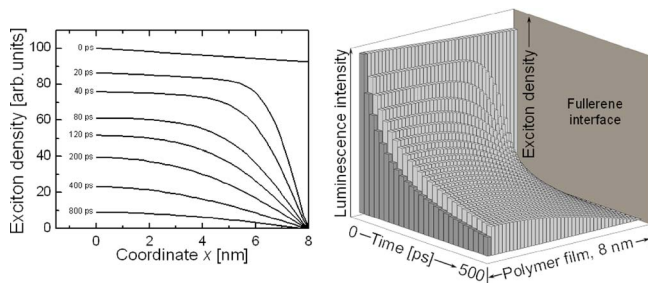 Exciton density [arb.units]
100
80
60
40
20
0
0 ps
20 ps
40 ps
80 ps
120 ps
200 ps
400 ps
800 ps
0 2 4 6 8
Coordinate x [nm]
Luminescence intensity
Exciton density
Fullerene
interface
0 Time [ps] 500
Polymer film, 8 nm